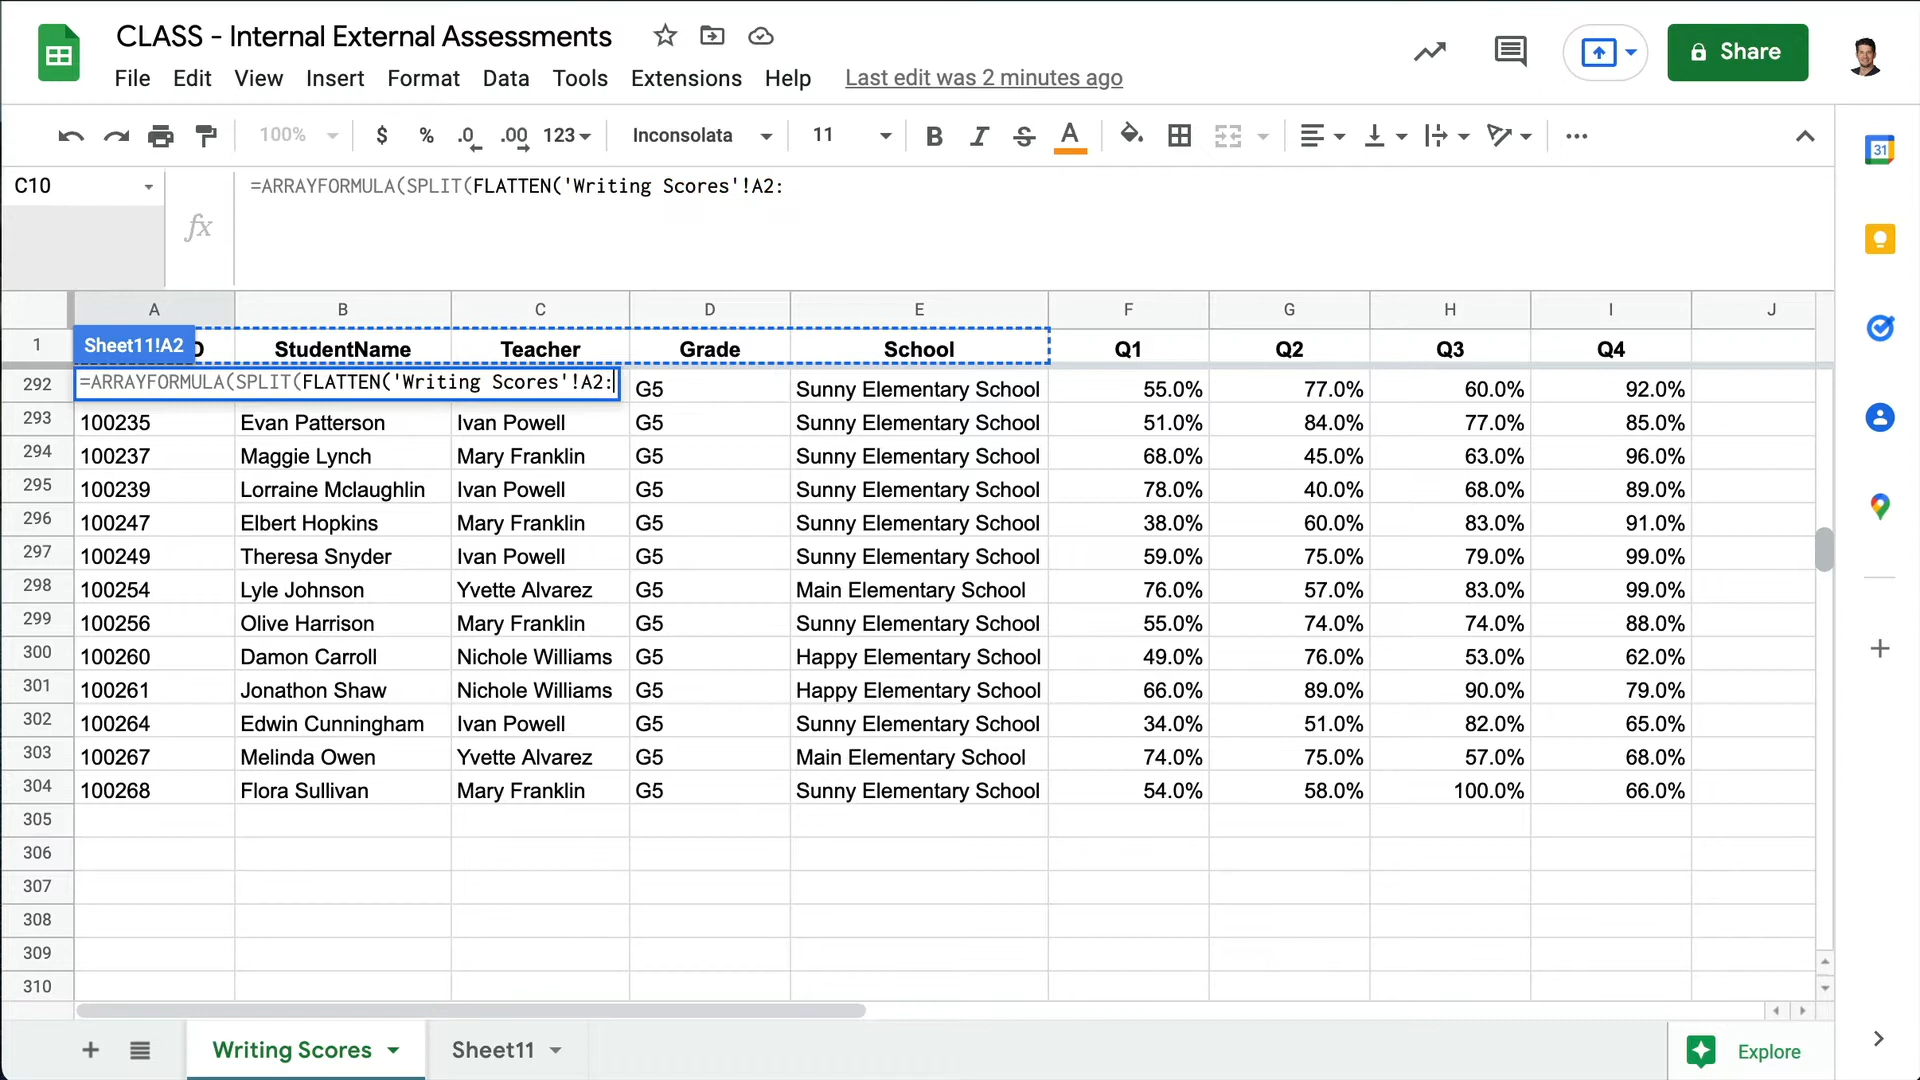 CLASS - Internal External Assessments
File Edit View Insert Format Data Tools Extensions Help Last edit was 2 minutes ago
Share
100% $ % .0 .00 123 Inconsolata 11 B I S A
31
C10
fx =ARRAYFORMULA(SPLIT(FLATTEN('Writing Scores'!A2:
A B C D E F G H I J
1 Sheet11!A2 D StudentName Teacher Grade School Q1 Q2 Q3 Q4
292 =ARRAYFORMULA(SPLIT(FLATTEN('Writing Scores'!A2: G5 Sunny Elementary School 55.0% 77.0% 60.0% 92.0%
293 100235 Evan Patterson Ivan Powell G5 Sunny Elementary School 51.0% 84.0% 77.0% 85.0%
294 100237 Maggie Lynch Mary Franklin G5 Sunny Elementary School 68.0% 45.0% 63.0% 96.0%
295 100239 Lorraine Mclaughlin Ivan Powell G5 Sunny Elementary School 78.0% 40.0% 68.0% 89.0%
296 100247 Elbert Hopkins Mary Franklin G5 Sunny Elementary School 38.0% 60.0% 83.0% 91.0%
297 100249 Theresa Snyder Ivan Powell G5 Sunny Elementary School 59.0% 75.0% 79.0% 99.0%
298 100254 Lyle Johnson Yvette Alvarez G5 Main Elementary School 76.0% 57.0% 83.0% 99.0%
299 100256 Olive Harrison Mary Franklin G5 Sunny Elementary School 55.0% 74.0% 74.0% 88.0%
300 100260 Damon Carroll Nichole Williams G5 Happy Elementary School 49.0% 76.0% 53.0% 62.0%
301 100261 Jonathon Shaw Nichole Williams G5 Happy Elementary School 66.0% 89.0% 90.0% 79.0%
302 100264 Edwin Cunningham Ivan Powell G5 Sunny Elementary School 34.0% 51.0% 82.0% 65.0%
303 100267 Melinda Owen Yvette Alvarez G5 Main Elementary School 74.0% 75.0% 57.0% 68.0%
304 100268 Flora Sullivan Mary Franklin G5 Sunny Elementary School 54.0% 58.0% 100.0% 66.0%
305
306
307
308
309
310
Writing Scores Sheet11 Explore